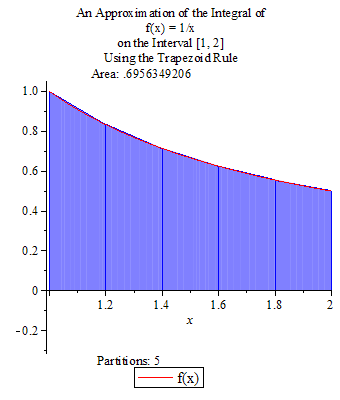 An Approximation of the Integral of
f(x) = 1/x
on the Interval [1, 2]
Using the Trapezoid Rule
Area: .6956349206
1.0
0.8
0.6
0.4
0.2
0
-0.2
1.2 1.4 1.6 1.8 2
x
Partitions: 5
f(x)